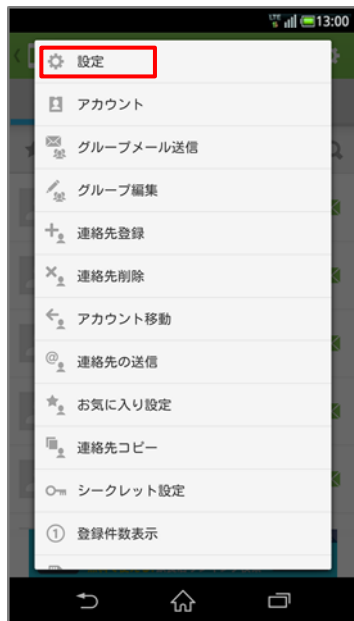 LTE 13:00
設定
アカウント
グループメール送信
グループ編集
連絡先登録
連絡先削除
アカウント移動
連絡先の送信
お気に入り設定
連絡先コピー
シークレット設定
1 登録件数表示